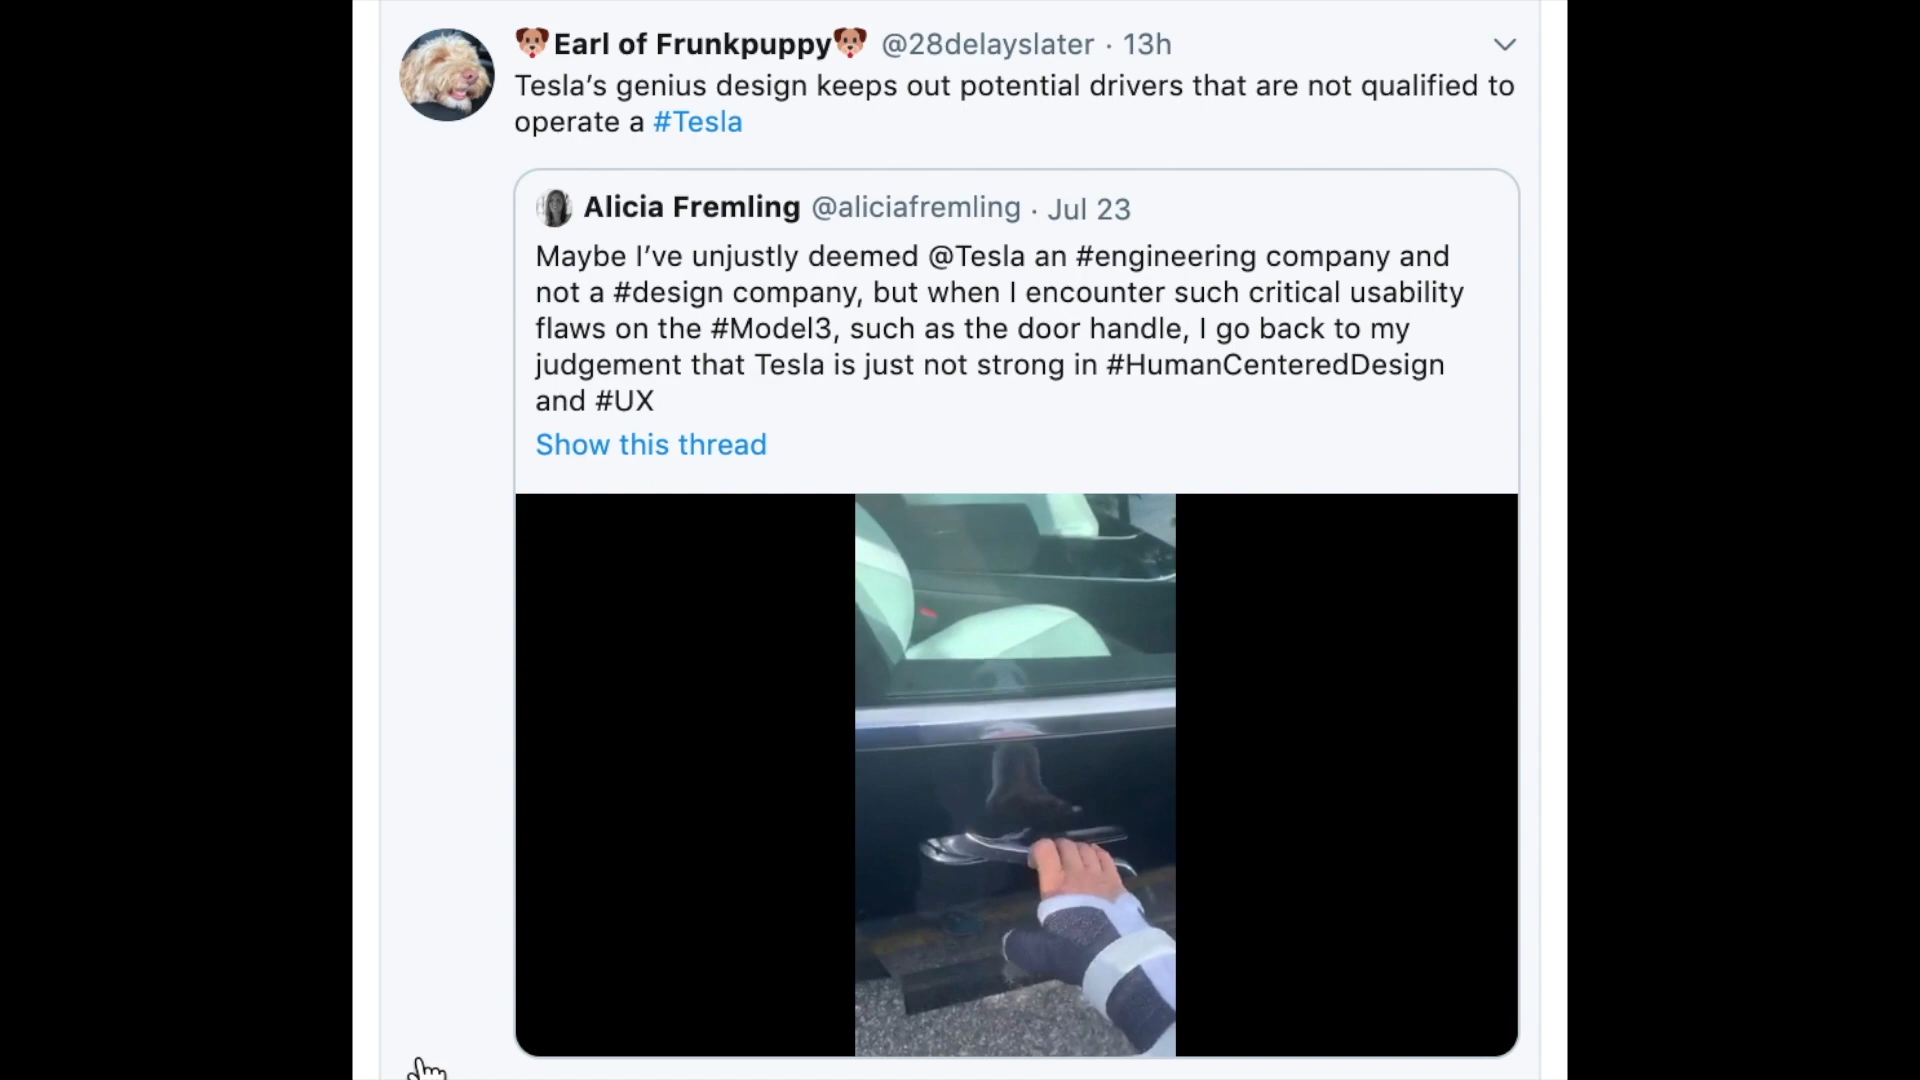 🐶Earl of Frunkpuppy🐶 @28delayslater · 13h
Tesla’s genius design keeps out potential drivers that are not qualified to
operate a #Tesla
Alicia Fremling @aliciafremling · Jul 23
Maybe I’ve unjustly deemed @Tesla an #engineering company and
not a #design company, but when I encounter such critical usability
flaws on the #Model3, such as the door handle, I go back to my
judgement that Tesla is just not strong in #HumanCenteredDesign
and #UX
Show this thread